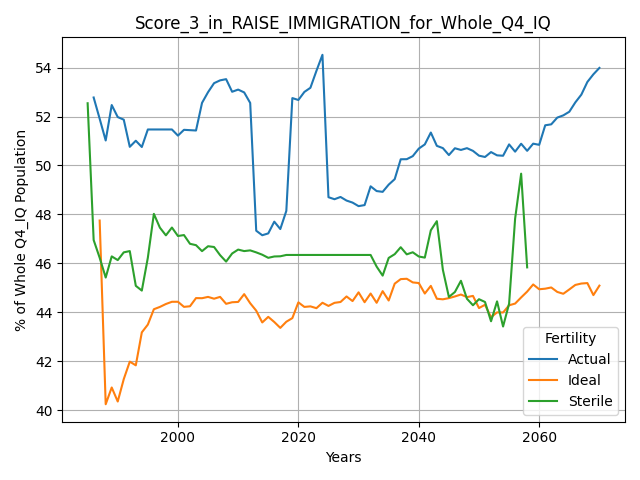 Score_3_in_RAISE_IMMIGRATION_for_Whole_Q4_IQ
% of Whole Q4_IQ Population
54
52
50
48
46
44
42
40
2000 2020 2040 2060
Years
Fertility
Actual
Ideal
Sterile